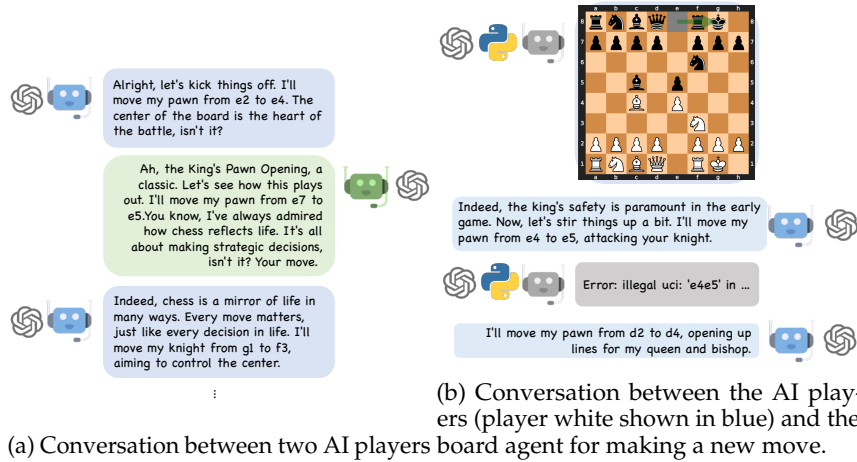 Alright, let's kick things off. I'll
move my pawn from e2 to e4. The
center of the board is the heart of
the battle, isn't it?
Ah, the King's Pawn Opening, a
classic. Let's see how this plays
out. I'll move my pawn from e7 to
e5.You know, I've always admired
how chess reflects life. It's all
about making strategic decisions,
isn't it? Your move.
Indeed, chess is a mirror of life in
many ways. Every move matters,
just like every decision in life. I'll
move my knight from g1 to f3,
aiming to control the center.
...
(a) Conversation between two AI players
a b c d e f g h
8 8
7 7
6 6
5 5
4 4
3 3
2 2
1 1
a b c d e f g h
Indeed, the king's safety is paramount in the early
game. Now, let's stir things up a bit. I'll move my
pawn from e4 to e5, attacking your knight.
Error: illegal uci: 'e4e5' in ...
I'll move my pawn from d2 to d4, opening up
lines for my queen and bishop.
(b) Conversation between the AI play-
ers (player white shown in blue) and the
board agent for making a new move.